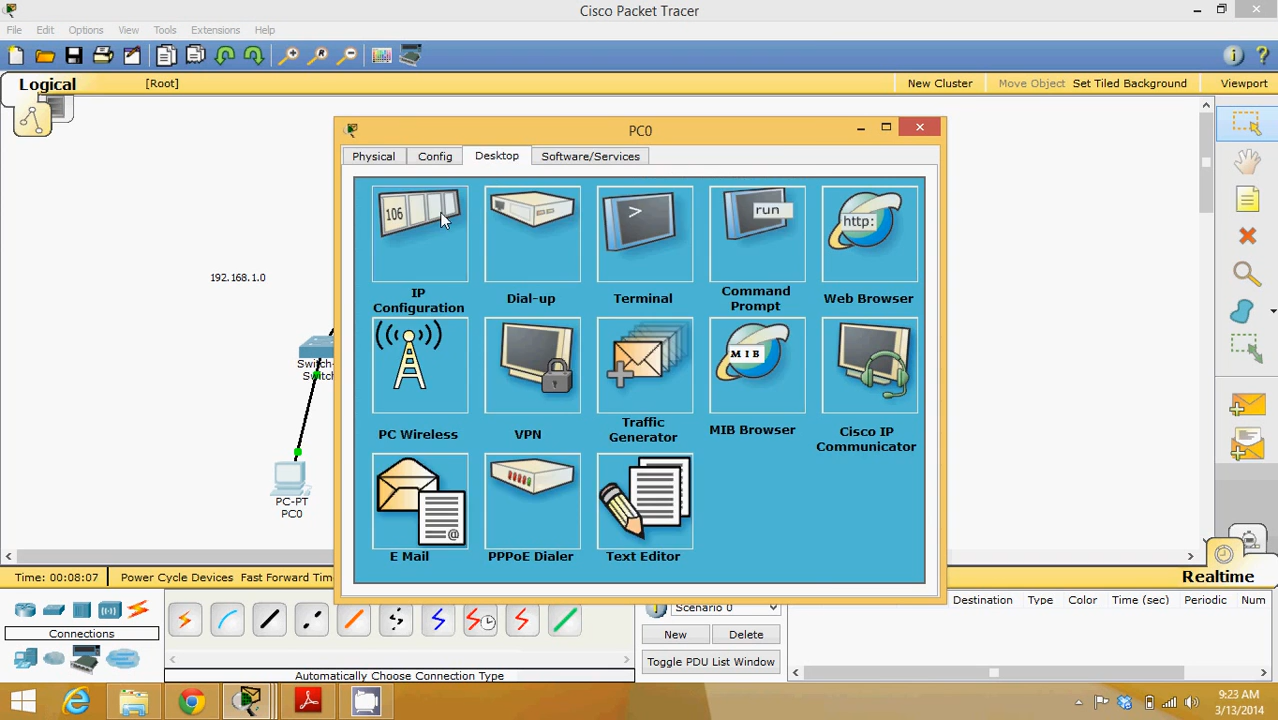 Cisco Packet Tracer
File Edit Options View Tools Extensions Help
Logical
[Root]
New Cluster
Move Object
Set Tiled Background
Viewport
192.168.1.0
Switch
PC-PT
PC0
PC0
Physical
Config
Desktop
Software/Services
106
IP
Configuration
Dial-up
>
Terminal
run
Command
Prompt
http:
Web Browser
PC Wireless
VPN
Traffic
Generator
MIB
MIB Browser
Cisco IP
Communicator
@
E Mail
PPPoE Dialer
Text Editor
Time: 00:08:07
Power Cycle Devices
Fast Forward Tim
Realtime
Connections
Automatically Choose Connection Type
Scenario 0
New
Delete
Toggle PDU List Window
Destination Type Color Time (sec) Periodic Num
9:23 AM
3/13/2014